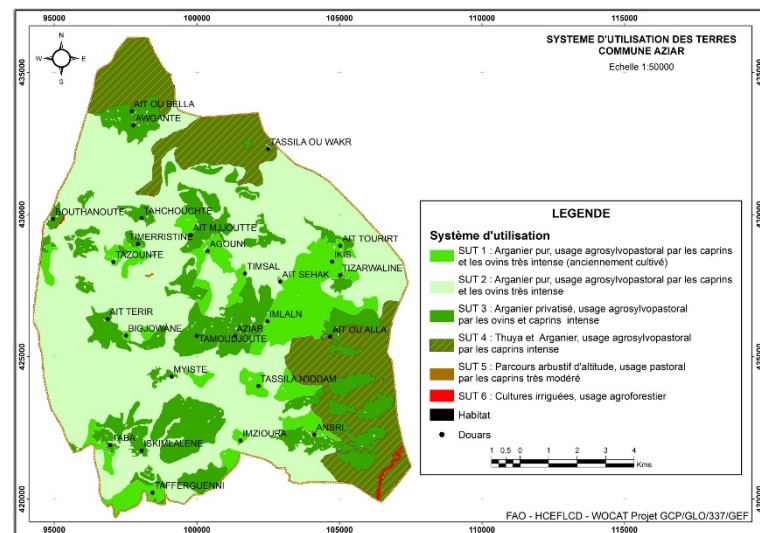 95000 100000 105000 110000 115000
N
W E
S
SYSTEME D'UTILISATION DES TERRES
COMMUNE AZIAR
Echelle 1:50000
435000 435000
AIT OU BELLA
AWGANTE
TASSILA OU WAKR
430000 430000
BOUTHANOUTE
TAHCHOUCHTE
AIT MJJOUTTE
TIMERRISTINE
AGOUNI
AIT TOURIRT
TAZOUNTE
IKIS
TIMSAL
AIT SEHAK
TIZARWALINE
AIT TERIR
IMLALN
BIGJOWANE
TAMOUDJOUTE
AZIAR
AIT OU ALLA
425000 425000
MYISTE
TASSILA N'IDDAM
TABA
ISKIMLALENE
IMZIOURA
ANSRI
TAFFERGUENNI
420000 420000
LEGENDE
Système d'utilisation
SUT 1 : Arganier pur, usage agrosylvopastoral par les caprins
et les ovins très intense (anciennement cultivé)
SUT 2 : Arganier pur, usage agrosylvopastoral par les caprins
et les ovins très intense
SUT 3 : Arganier privatisé, usage agrosylvopastoral
par les ovins et caprins intense
SUT 4 : Thuya et Arganier, usage agrosylvopastoral
par les caprins intense
SUT 5 : Parcours arbustif d'altitude, usage pastoral
par les caprins très modéré
SUT 6 : Cultures irriguées, usage agroforestier
Habitat
Douars
1 0.5 0 1 2 3 4
Kms
FAO - HCEFLCD - WOCAT Projet GCP/GLO/337/GEF
95000 100000 105000 110000 115000